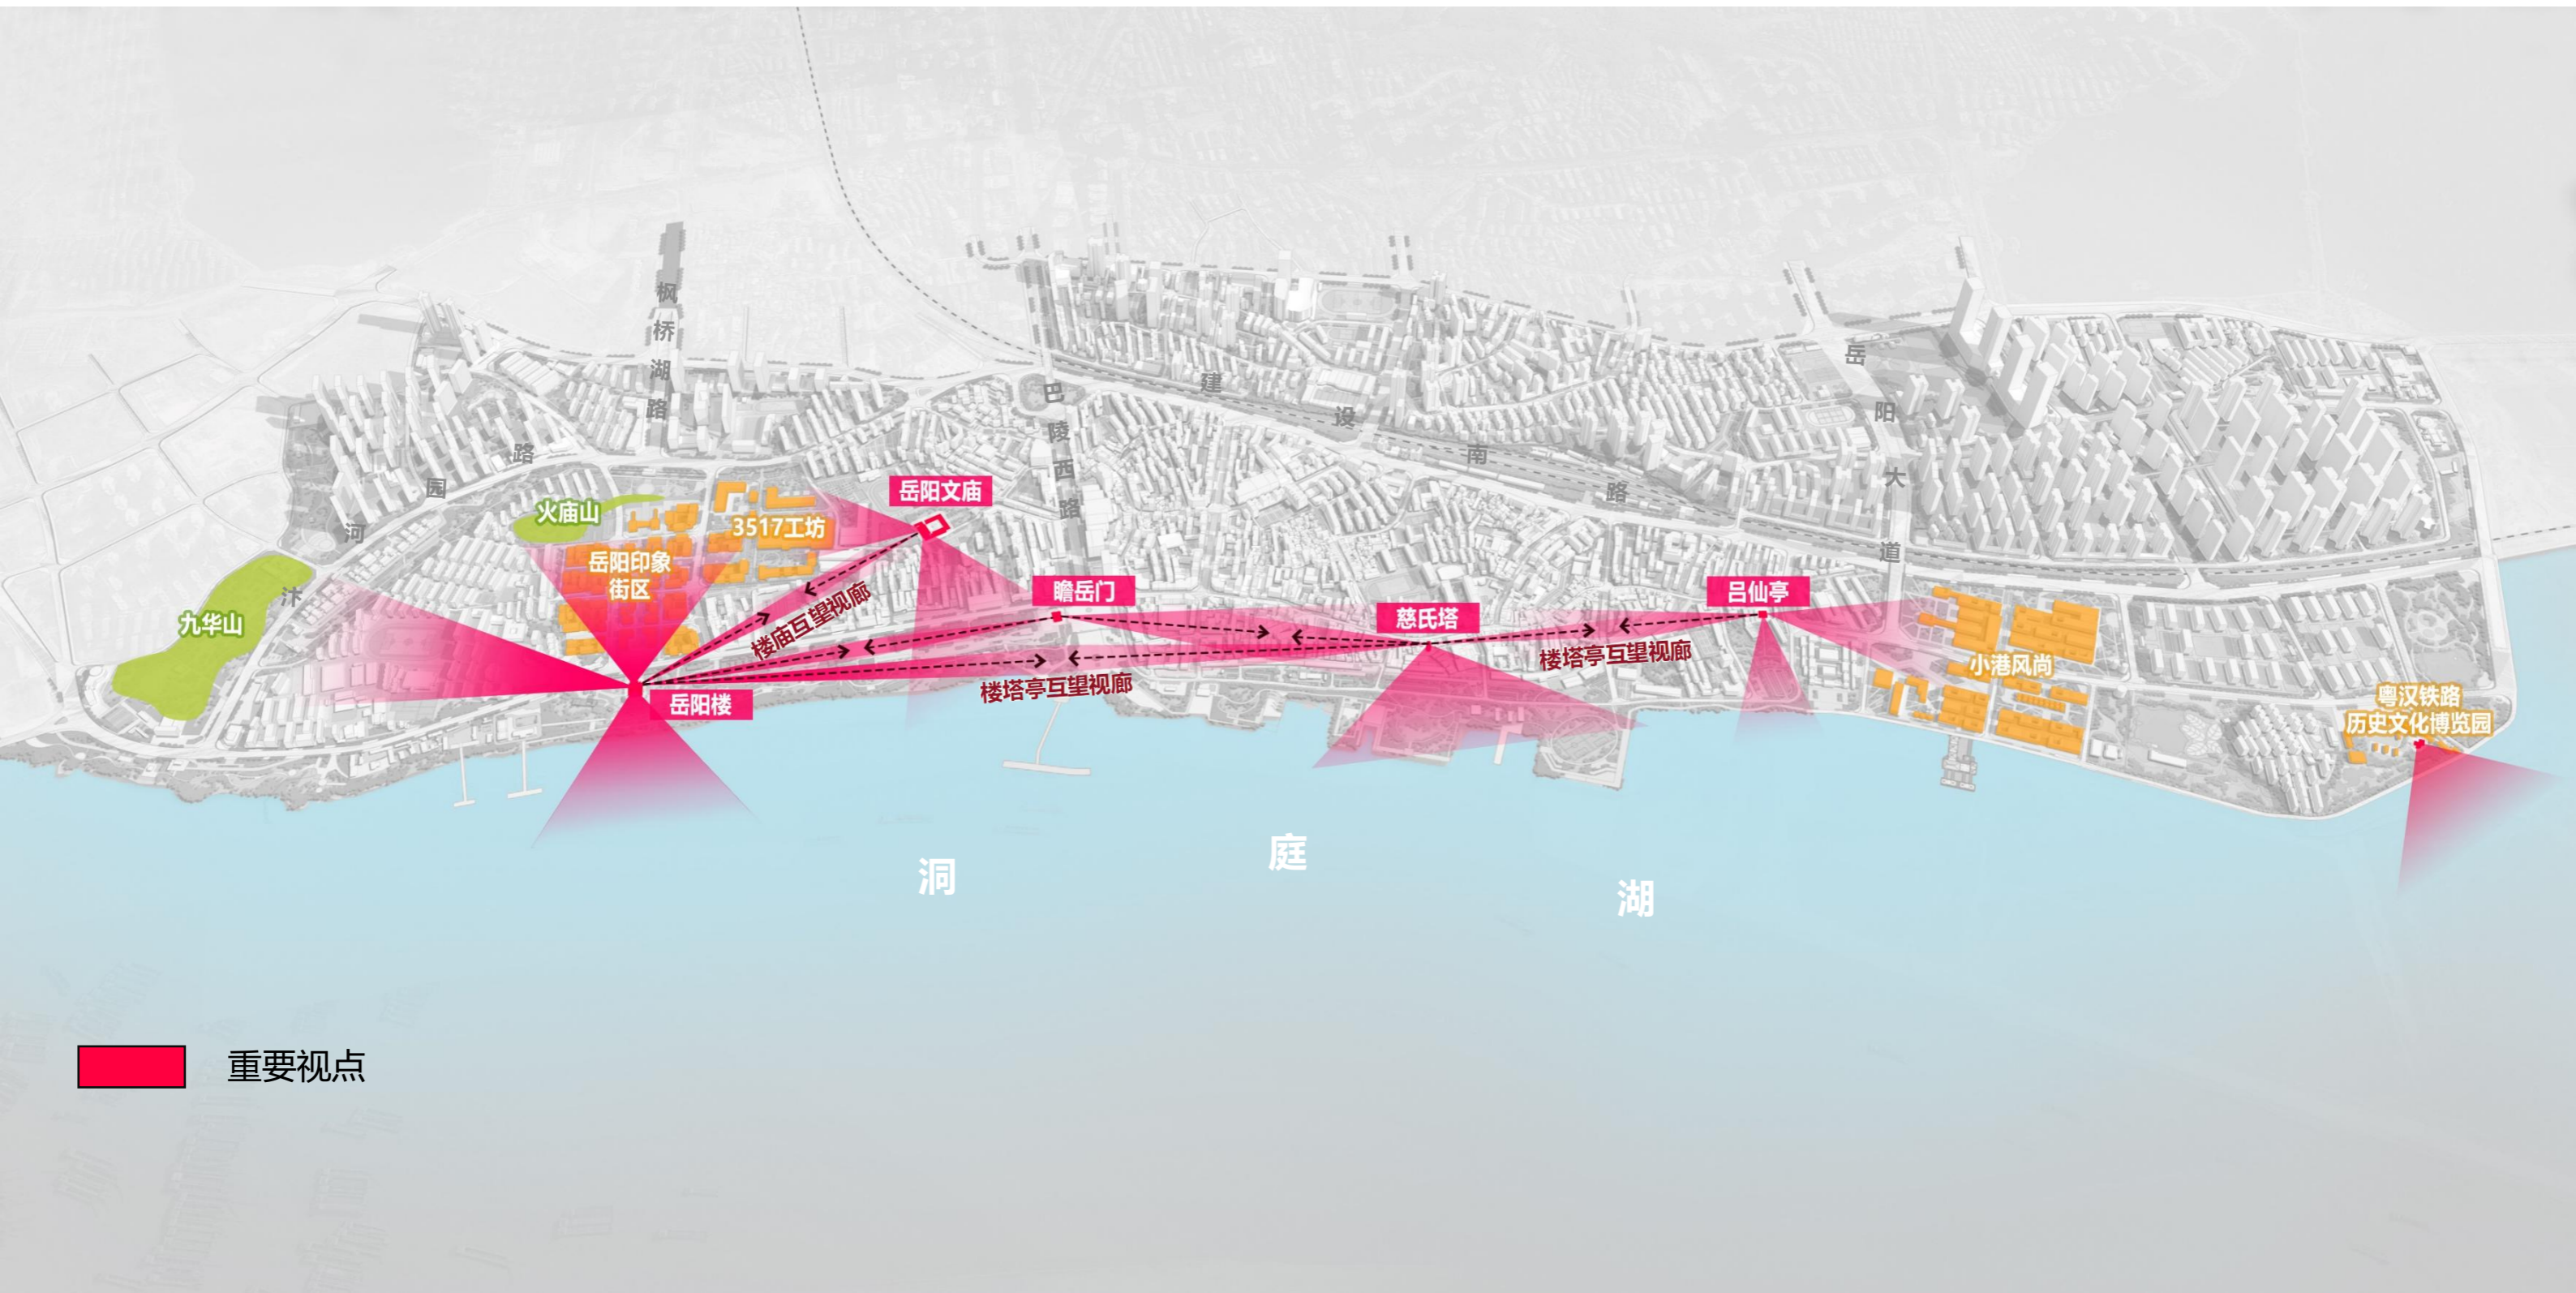 枫桥湖路
巴陵西路
建设南路
岳阳大道
沐河园路
岳阳文庙
火庙山
3517工坊
岳阳印象
街区
九华山
瞻岳门
慈氏塔
吕仙亭
楼庙互望视廊
楼塔亭互望视廊
楼塔亭互望视廊
岳阳楼
小港风尚
粤汉铁路
历史文化博览园
洞庭湖
重要视点